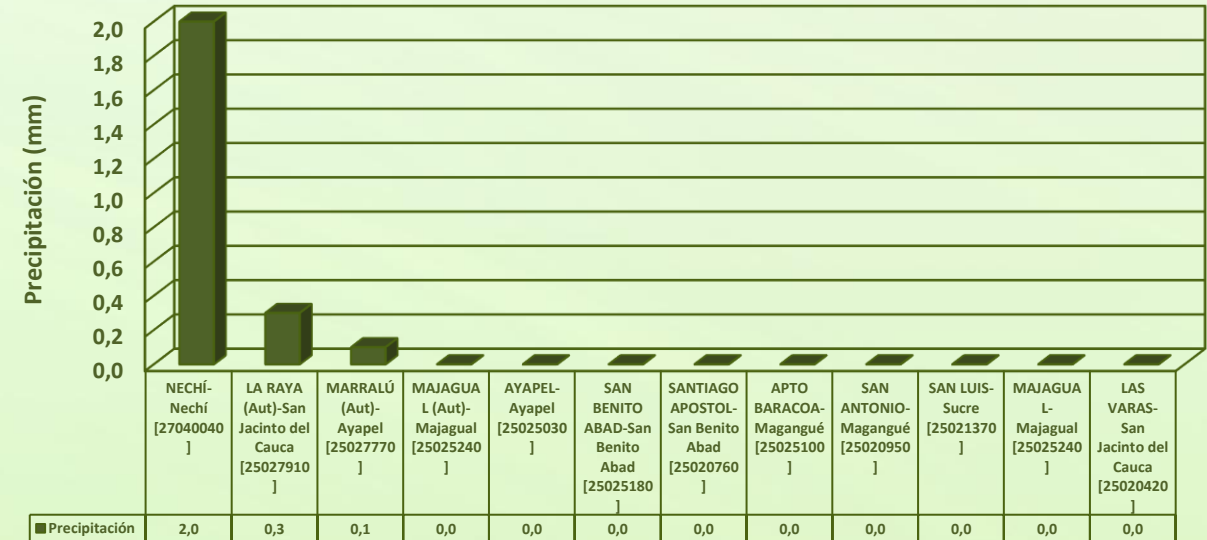 Precipitación (mm)
2,0
1,8
1,6
1,4
1,2
1,0
0,8
0,6
0,4
0,2
0,0
NECHÍ-
Nechí
[27040040
]
LA RAYA
(Aut)-San
Jacinto del
Cauca
[25027910
]
MARRALÚ
(Aut)-
Ayapel
[25027770
]
MAJAGUA
L (Aut)-
Majagual
[25025240
]
AYAPEL-
Ayapel
[25025030
]
SAN
BENITO
ABAD-San
Benito
Abad
[25025180
]
SANTIAGO
APOSTOL-
San Benito
Abad
[25020760
]
APTO
BARACOA-
Magangué
[25025100
]
SAN
ANTONIO-
Magangué
[25020950
]
SAN LUIS-
Sucre
[25021370
]
MAJAGUA
L-
Majagual
[25025240
]
LAS
VARAS-
San
Jacinto del
Cauca
[25020420
]
Precipitación 2,0 0,3 0,1 0,0 0,0 0,0 0,0 0,0 0,0 0,0 0,0 0,0